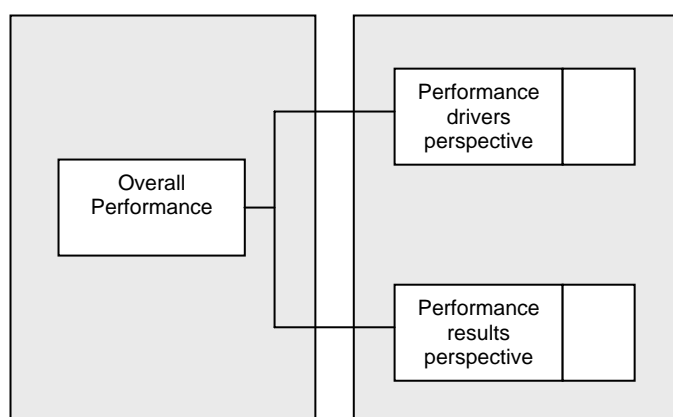 Overall
Performance
Performance
drivers
perspective
Performance
results
perspective